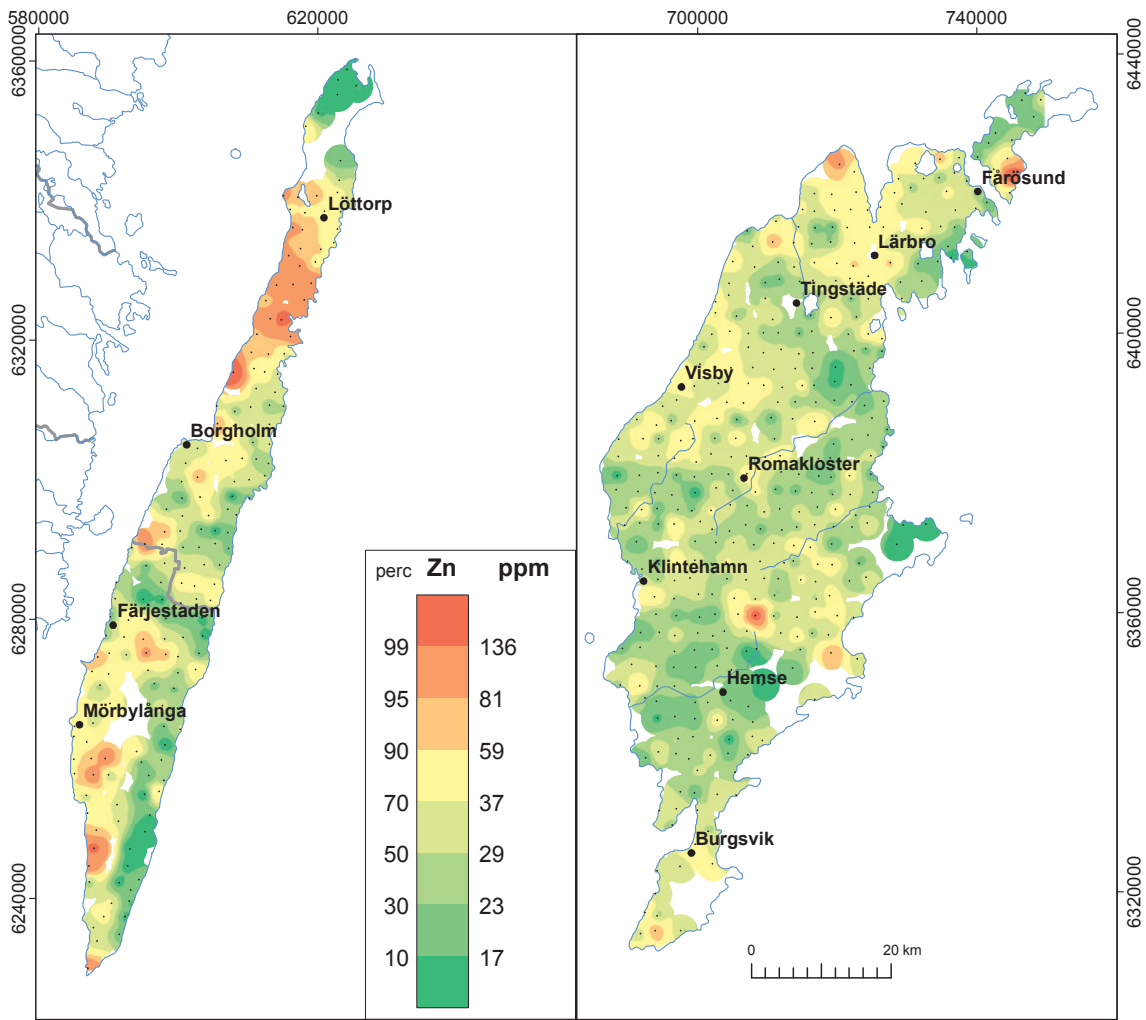 580000 620000 700000 740000
6360000
6440000
Löttorp
Fårösund
Lärbro
Tingstäde
6320000
6400000
Visby
Borgholm
Romakloster
perc Zn ppm
Klintehamn
Färjestaden
6280000
6360000
99 136
95 81
Hemse
Mörbylånga
90 59
70 37
50 29
Burgsvik
30 23
6240000
6320000
10 17
0 20 km